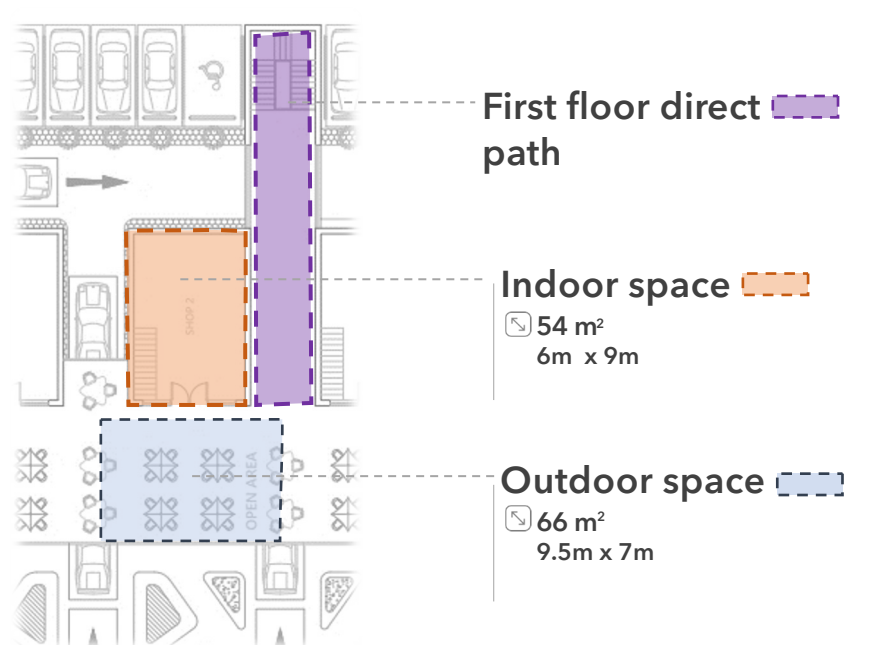 First floor direct
path
Indoor space
54 m²
6m x 9m
SHOP 2
Outdoor space
66 m²
9.5m x 7m
OPEN AREA